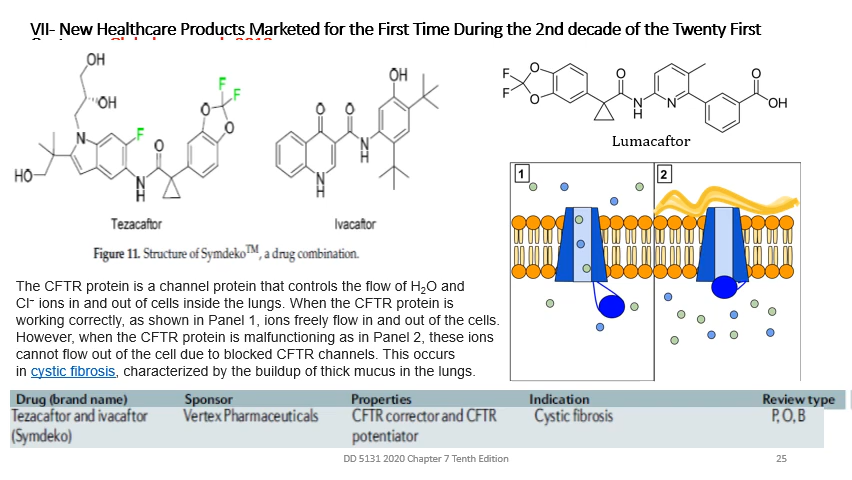 VII- New Healthcare Products Marketed for the First Time During the 2nd decade of the Twenty First
OH
OH
N
F
HO
O
N
H
F
F
O
O
Tezacaftor
OH
O
O
N
H
N
H
Ivacaftor
Figure 11. Structure of Symdeko™, a drug combination.
F
F
O
O
O
N
H
N
O
OH
Lumacaftor
1
2
The CFTR protein is a channel protein that controls the flow of H₂O and
Cl⁻ ions in and out of cells inside the lungs. When the CFTR protein is
working correctly, as shown in Panel 1, ions freely flow in and out of the cells.
However, when the CFTR protein is malfunctioning as in Panel 2, these ions
cannot flow out of the cell due to blocked CFTR channels. This occurs
in cystic fibrosis, characterized by the buildup of thick mucus in the lungs.
Drug (brand name) Sponsor Properties Indication Review type
Tezacaftor and ivacaftor Vertex Pharmaceuticals CFTR corrector and CFTR Cystic fibrosis P, O, B
(Symdeko) potentiator
DD 5131 2020 Chapter 7 Tenth Edition 25